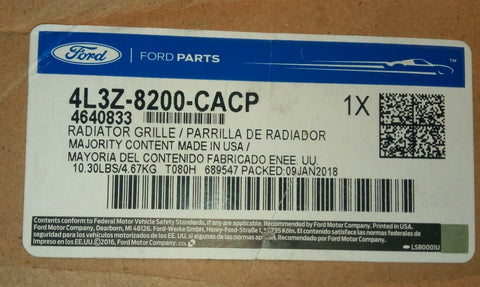 Ford
FORD PARTS
™
4L3Z-8200-CACP 1X
4640833
RADIATOR GRILLE / PARRILLA DE RADIADOR
MAJORITY CONTENT MADE IN USA /
MAYORIA DEL CONTENIDO FABRICADO ENEE. UU.
10.30LBS/4.67KG T080H 689547 PACKED:09JAN2018
Contents conform to Federal Motor Vehicle Safety Standards, if any are applicable. Recommended by Ford Motor Company. Printed in USA.
Ford Motor Company, Dearborn, MI 48126. Ford-Werke GmbH, Henry-Ford-Straße 1, 50735 Köln. El contenido satisface las normas federales de
seguridad para los vehículos motorizados de los EE. UU. si algunas de las normas Recomendado por Ford Motor Company.
Impreso en los EE. UU. ©2016, Ford Motor Company. Ford Motor Company
LSB0001U